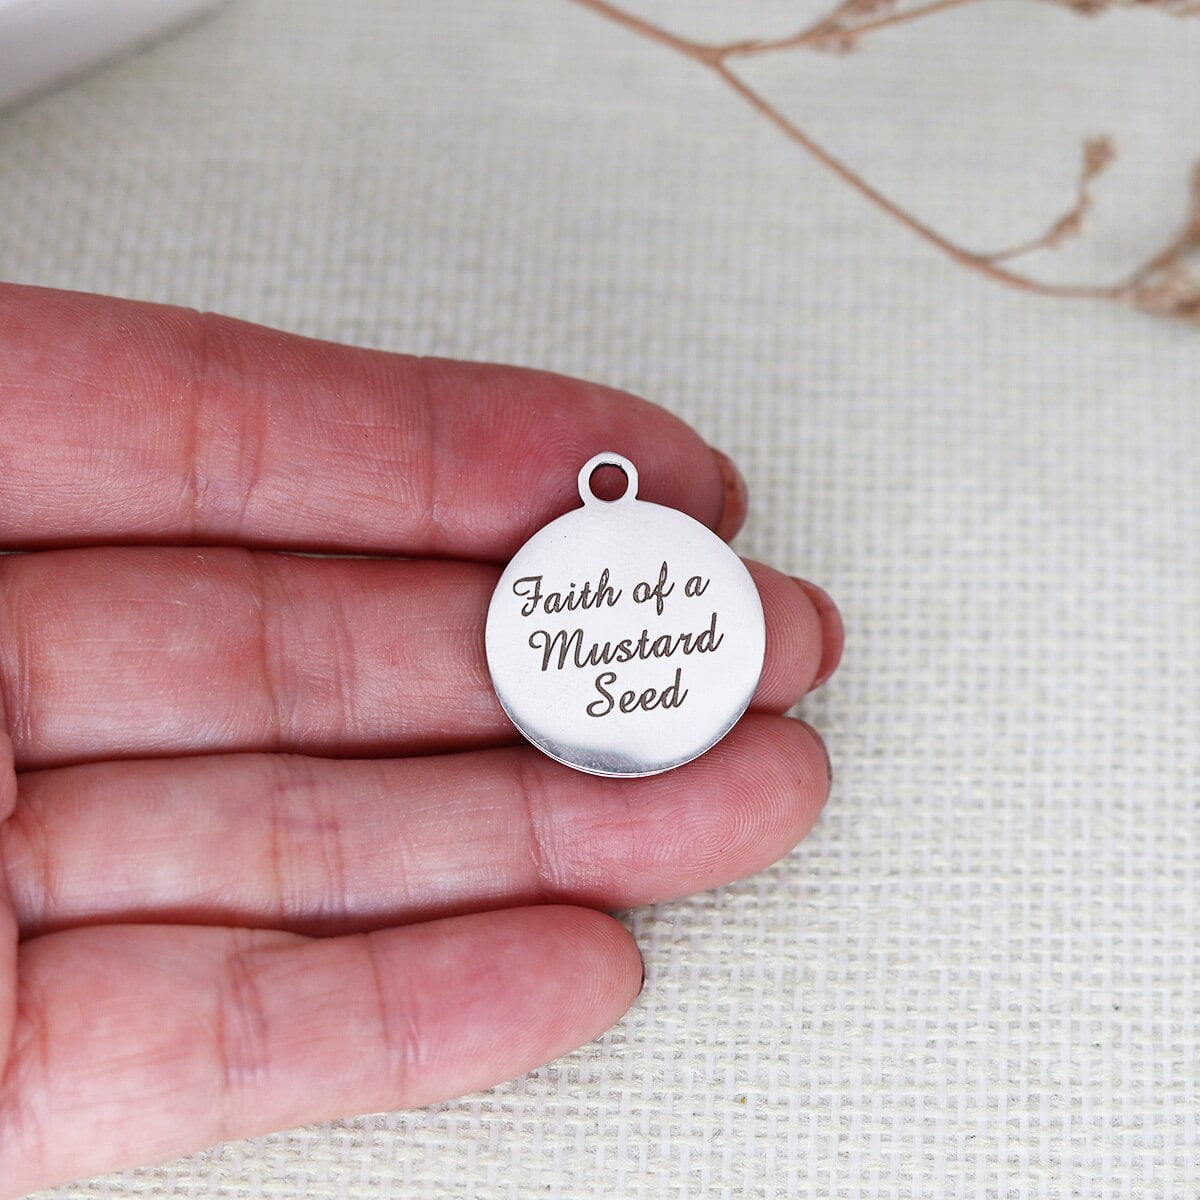 Faith of a
Mustard
Seed